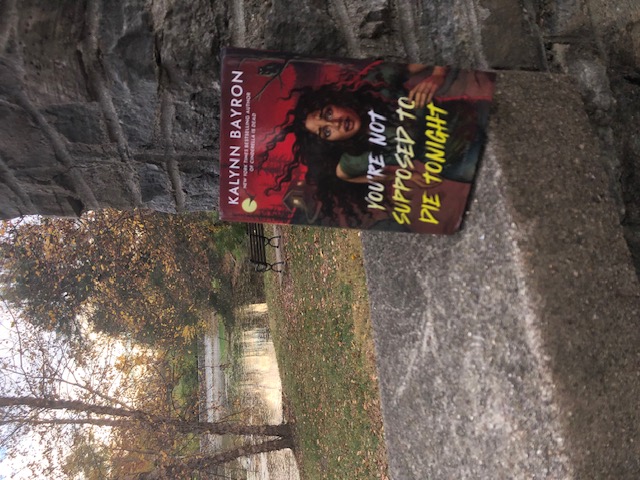 KALYNN BAYRON
NEW YORK TIMES BESTSELLING AUTHOR
OF CINDERELLA IS DEAD
YOU'RE NOT
SUPPOSED TO
DIE TONIGHT